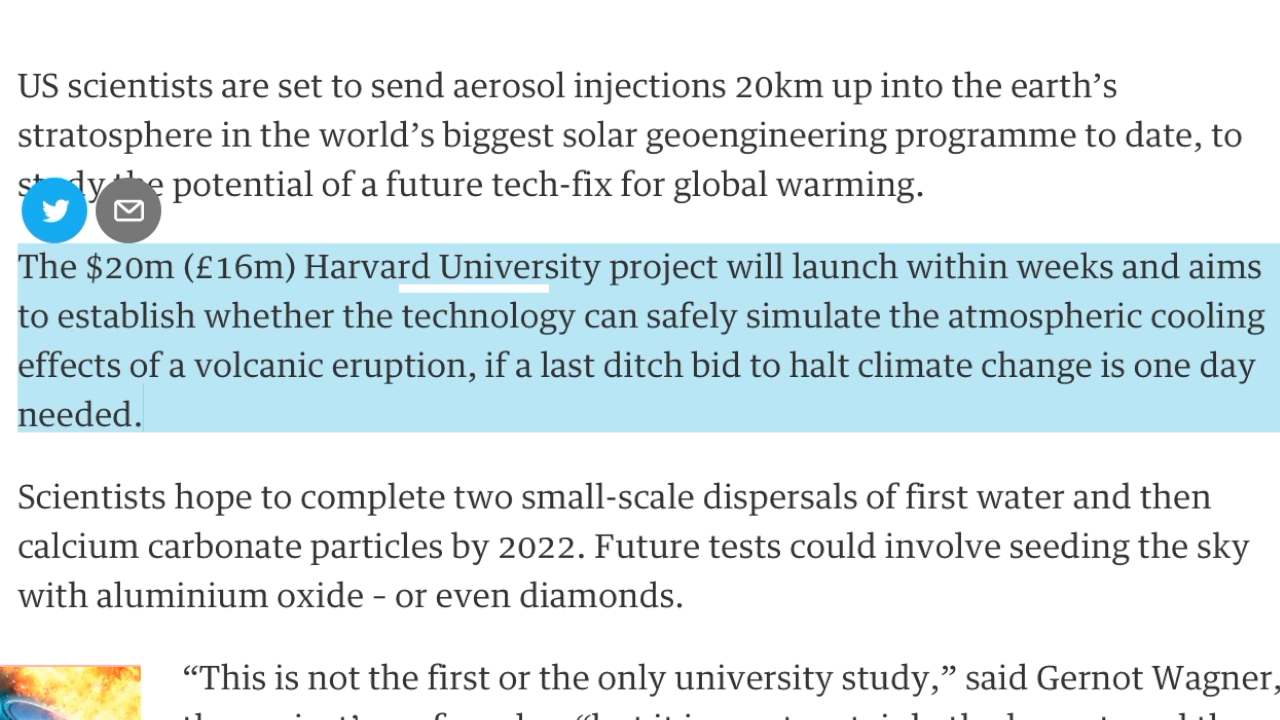 US scientists are set to send aerosol injections 20km up into the earth’s
stratosphere in the world’s biggest solar geoengineering programme to date, to
study the potential of a future tech-fix for global warming.
The $20m (£16m) Harvard University project will launch within weeks and aims
to establish whether the technology can safely simulate the atmospheric cooling
effects of a volcanic eruption, if a last ditch bid to halt climate change is one day
needed.
Scientists hope to complete two small-scale dispersals of first water and then
calcium carbonate particles by 2022. Future tests could involve seeding the sky
with aluminium oxide – or even diamonds.
“This is not the first or the only university study,” said Gernot Wagner,